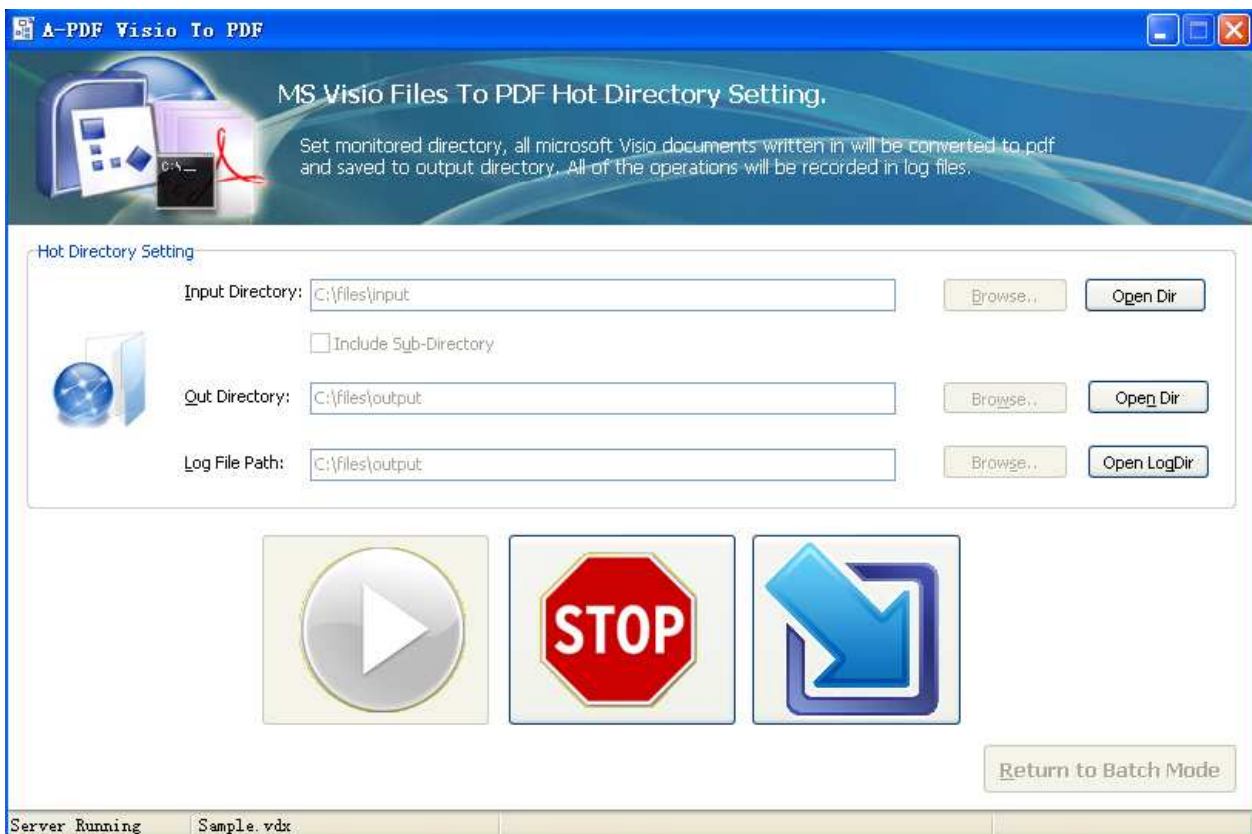 A-PDF Visio To PDF
MS Visio Files To PDF Hot Directory Setting.
Set monitored directory, all microsoft Visio documents written in will be converted to pdf
and saved to output directory. All of the operations will be recorded in log files.
C:\_
Hot Directory Setting
Input Directory: C:\files\input Browse.. Open Dir
Include Sub-Directory
Out Directory: C:\files\output Browse.. Open Dir
Log File Path: C:\files\output Browse.. Open LogDir
STOP
Return to Batch Mode
Server Running Sample.vdx